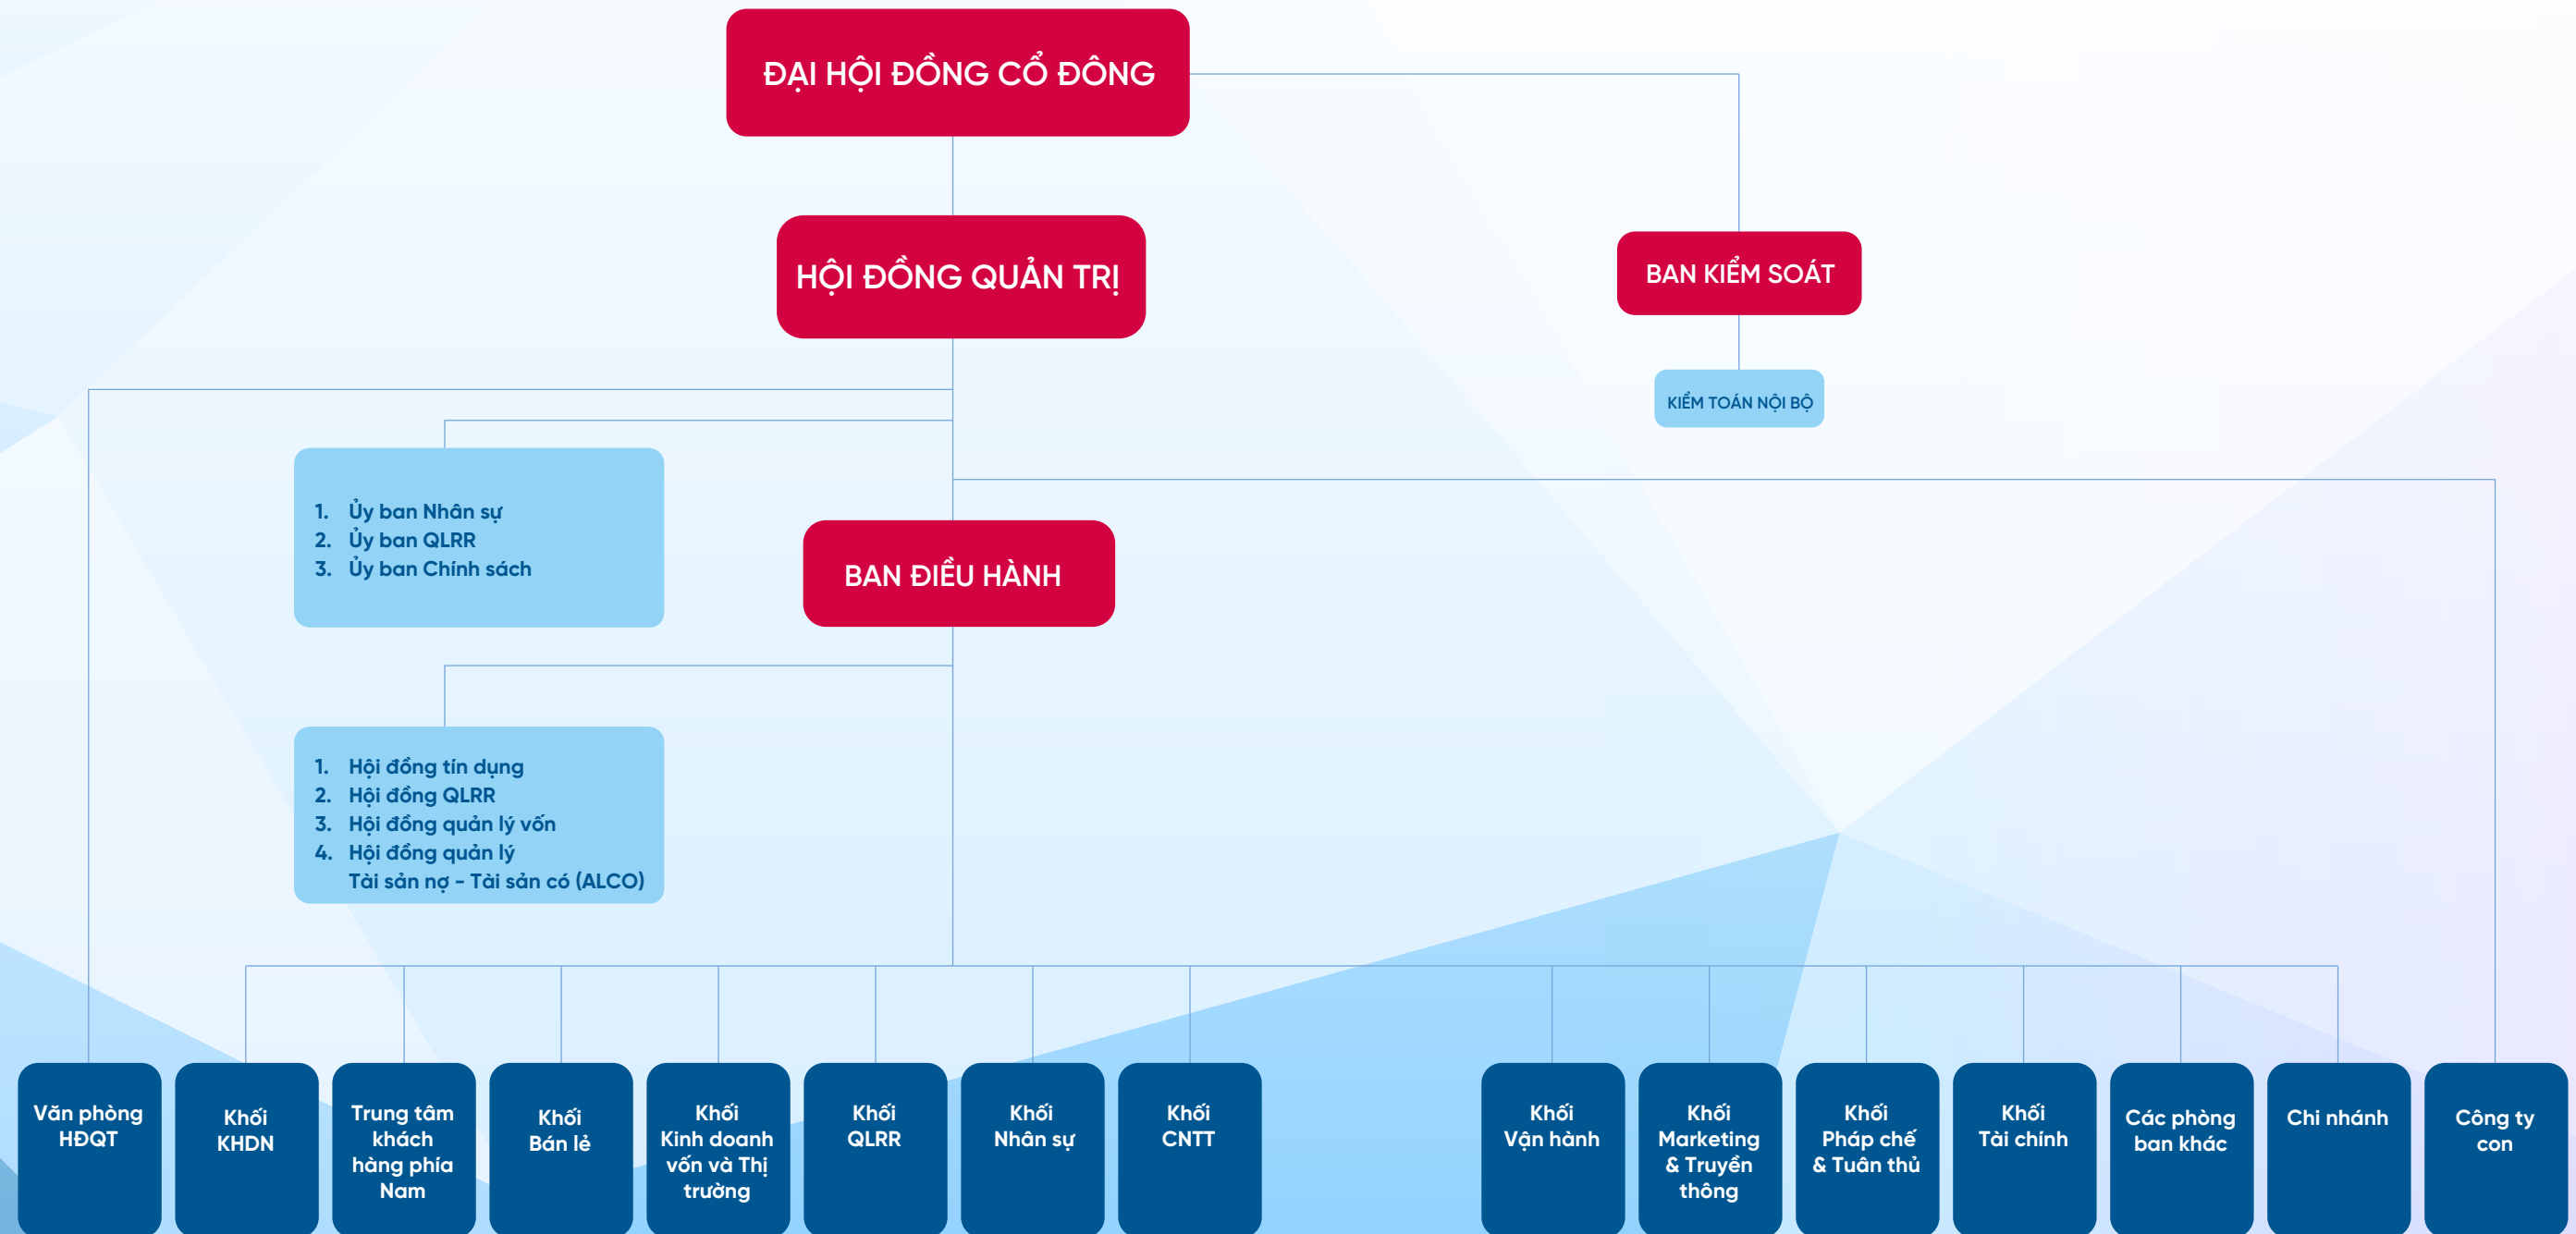 ĐẠI HỘI ĐỒNG CỔ ĐÔNG
HỘI ĐỒNG QUẢN TRỊ
BAN KIỂM SOÁT
KIỂM TOÁN NỘI BỘ
1. Ủy ban Nhân sự
2. Ủy ban QLRR
3. Ủy ban Chính sách
BAN ĐIỀU HÀNH
1. Hội đồng tín dụng
2. Hội đồng QLRR
3. Hội đồng quản lý vốn
4. Hội đồng quản lý
Tài sản nợ - Tài sản có (ALCO)
Văn phòng
HĐQT
Khối
KHDN
Trung tâm
khách
hàng phía
Nam
Khối
Bán lẻ
Khối
Kinh doanh
vốn và Thị
trường
Khối
QLRR
Khối
Nhân sự
Khối
CNTT
Khối
Vận hành
Khối
Marketing
& Truyền
thông
Khối
Pháp chế
& Tuân thủ
Khối
Tài chính
Các phòng
ban khác
Chi nhánh
Công ty
con